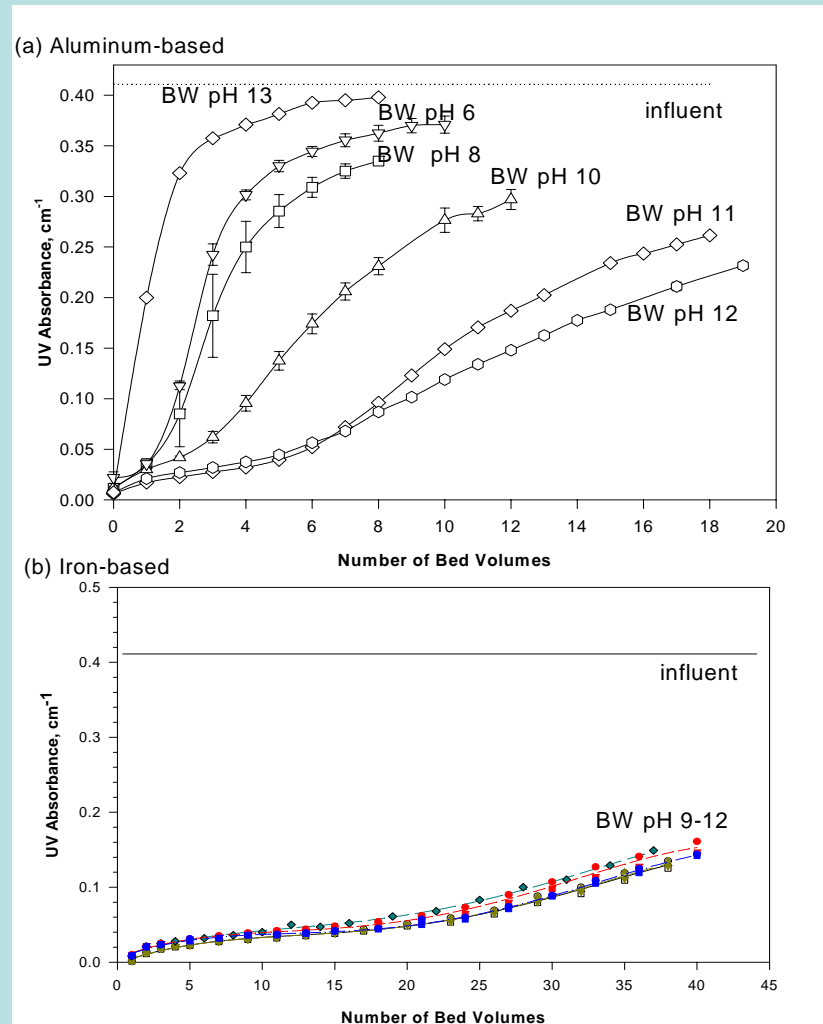 (a) Aluminum-based
0.40
0.35
0.30
0.25
0.20
0.15
0.10
0.05
0.00
UV Absorbance, cm-1
BW pH 13
BW pH 6
influent
BW pH 8
BW pH 10
BW pH 11
BW pH 12
0 2 4 6 8 10 12 14 16 18 20
Number of Bed Volumes
(b) Iron-based
0.5
0.4
0.3
0.2
0.1
0.0
UV Absorbance, cm-1
influent
BW pH 9-12
0 5 10 15 20 25 30 35 40 45
Number of Bed Volumes